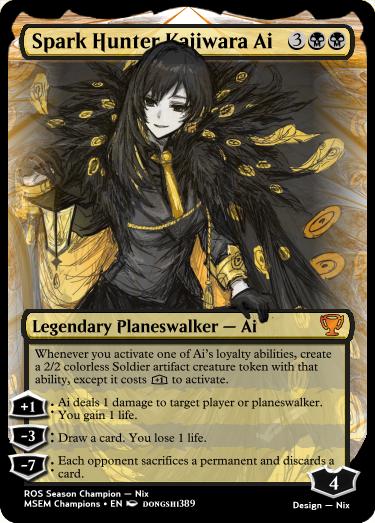 Spark Hunter Kajiwara Ai 3
Legendary Planeswalker — Ai
Whenever you activate one of Ai's loyalty abilities, create
a 2/2 colorless Soldier artifact creature token with that
ability, except it costs +1 to activate.
+1: Ai deals 1 damage to target player or planeswalker.
You gain 1 life.
-3: Draw a card. You lose 1 life.
-7: Each opponent sacrifices a permanent and discards a
card.
4
ROS Season Champion — Nix
MSEM Champions • EN DONGSHI389
Design — Nix